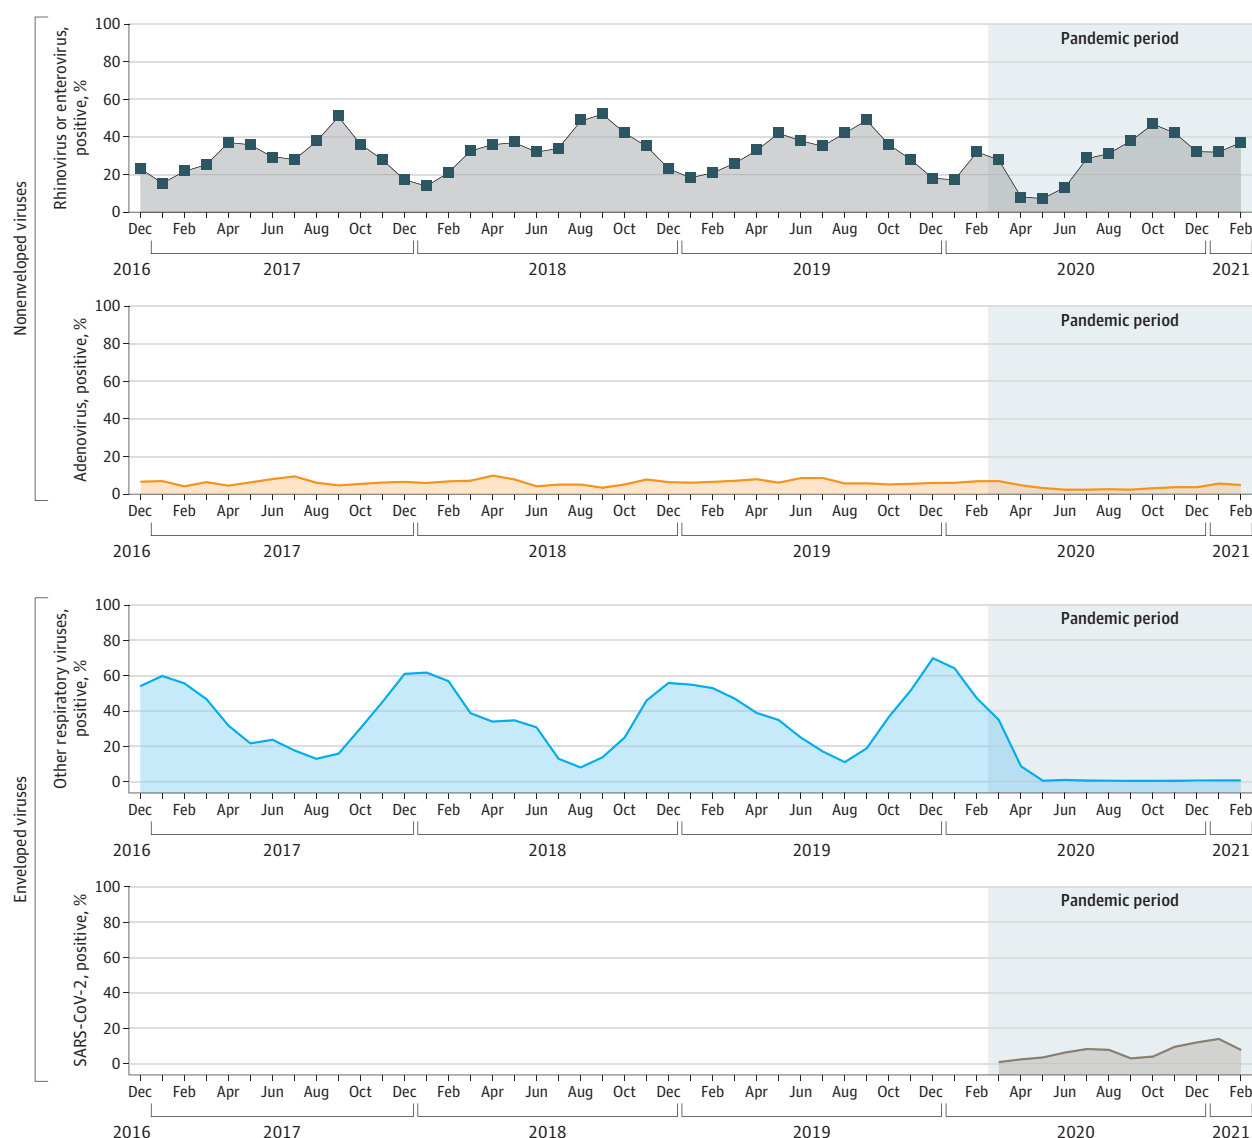 Nonenveloped viruses
Rhinovirus or enterovirus,
positive, %
100
80
60
40
20
0
Pandemic period
Dec Feb Apr Jun Aug Oct Dec Feb Apr Jun Aug Oct Dec Feb Apr Jun Aug Oct Dec Feb Apr Jun Aug Oct Dec Feb
2016 2017 2018 2019 2020 2021
Adenovirus, positive, %
100
80
60
40
20
0
Pandemic period
Dec Feb Apr Jun Aug Oct Dec Feb Apr Jun Aug Oct Dec Feb Apr Jun Aug Oct Dec Feb Apr Jun Aug Oct Dec Feb
2016 2017 2018 2019 2020 2021
Enveloped viruses
Other respiratory viruses,
positive, %
100
80
60
40
20
0
Pandemic period
Dec Feb Apr Jun Aug Oct Dec Feb Apr Jun Aug Oct Dec Feb Apr Jun Aug Oct Dec Feb Apr Jun Aug Oct Dec Feb
2016 2017 2018 2019 2020 2021
SARS-CoV-2, positive, %
100
80
60
40
20
0
Pandemic period
Dec Feb Apr Jun Aug Oct Dec Feb Apr Jun Aug Oct Dec Feb Apr Jun Aug Oct Dec Feb Apr Jun Aug Oct Dec Feb
2016 2017 2018 2019 2020 2021